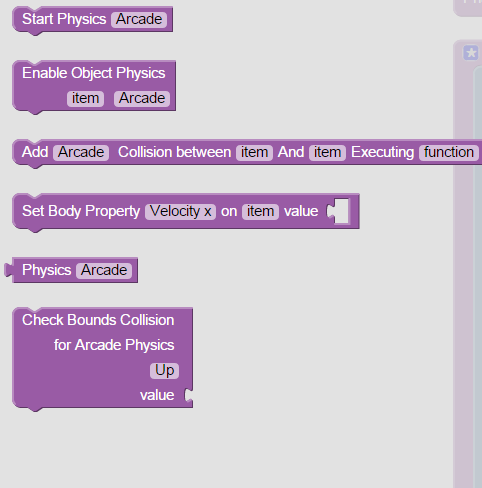 Start Physics Arcade
Enable Object Physics
item Arcade
Add Arcade Collision between item And item Executing function
Set Body Property Velocity x on item value
Physics Arcade
Check Bounds Collision
for Arcade Physics
Up
value